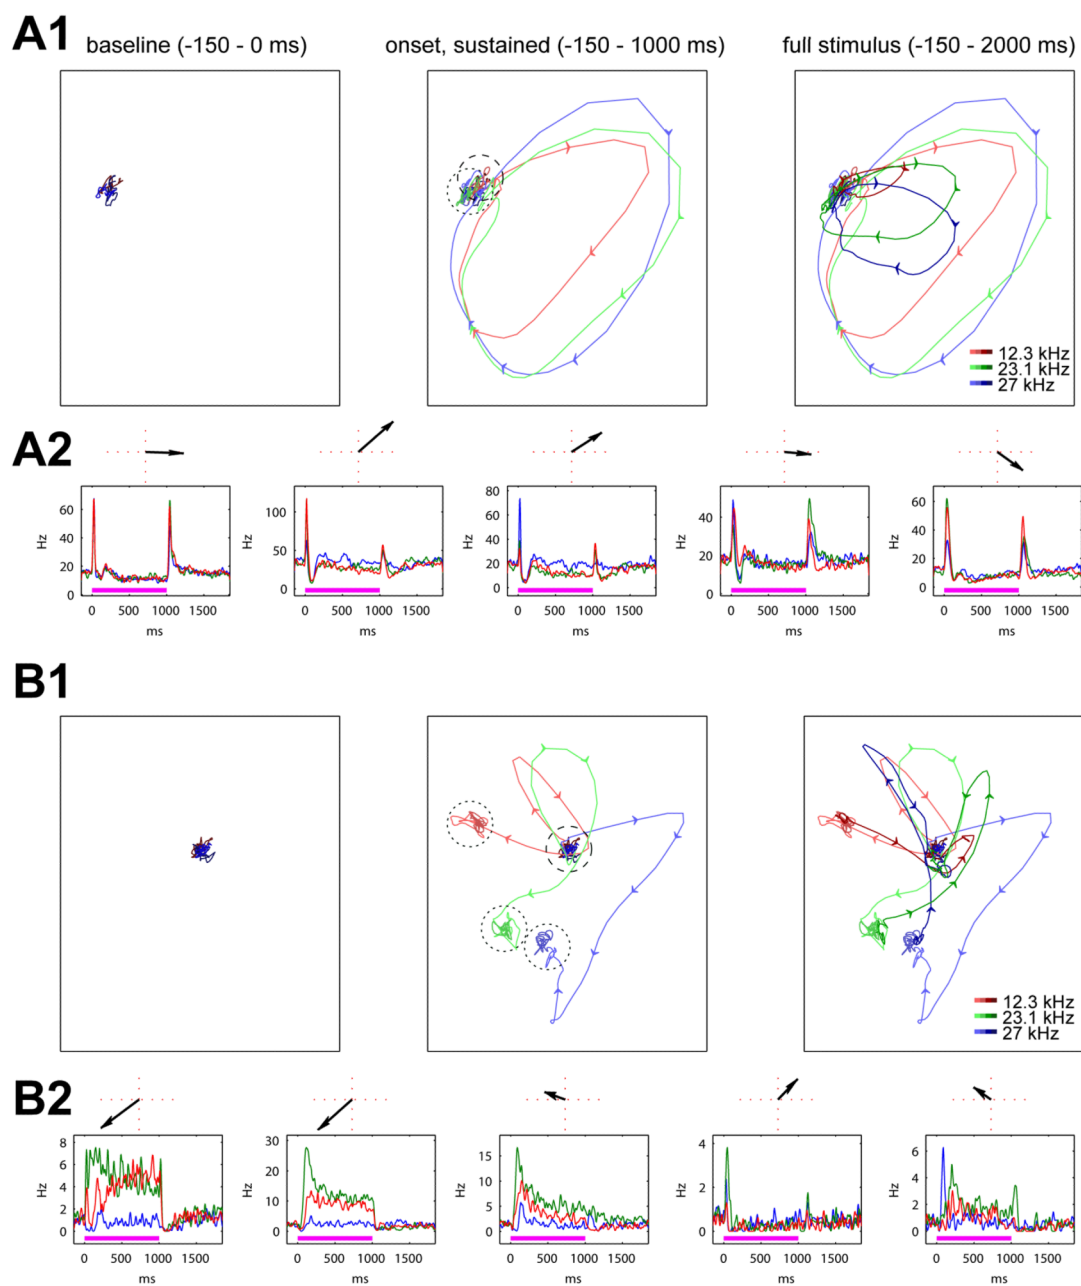 A1
baseline (-150 - 0 ms) onset, sustained (-150 - 1000 ms) full stimulus (-150 - 2000 ms)
12.3 kHz
23.1 kHz
27 kHz
A2
Hz 60 40 20 0
0 500 1000 1500
ms
Hz 100 50 0
0 500 1000 1500
ms
Hz 80 60 40 20 0
0 500 1000 1500
ms
Hz 40 20 0
0 500 1000 1500
ms
Hz 60 40 20 0
0 500 1000 1500
ms
B1
12.3 kHz
23.1 kHz
27 kHz
B2
Hz 8 6 4 2 0
0 500 1000 1500
ms
Hz 30 20 10 0
0 500 1000 1500
ms
Hz 15 10 5 0
0 500 1000 1500
ms
Hz 4 2 0
0 500 1000 1500
ms
Hz 6 4 2 0
0 500 1000 1500
ms